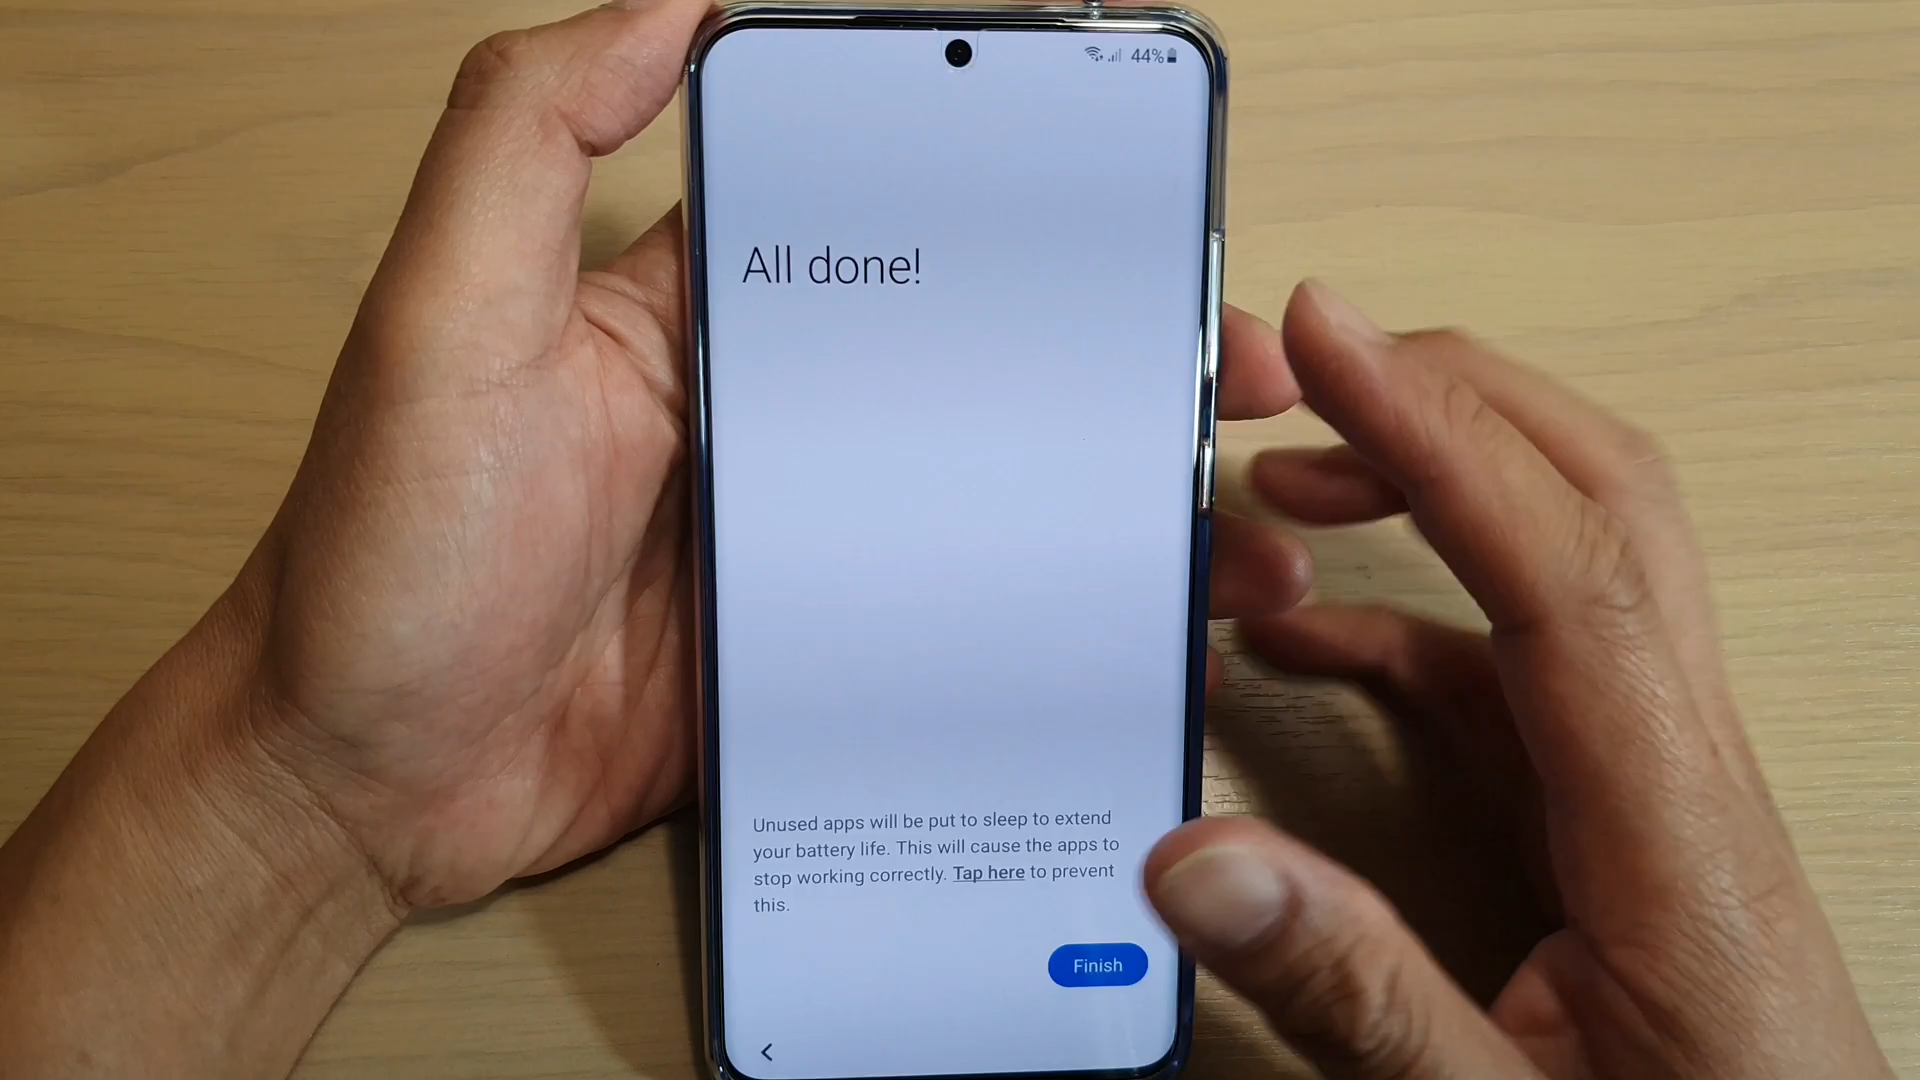 44%
All done!
Unused apps will be put to sleep to extend
your battery life. This will cause the apps to
stop working correctly. Tap here to prevent
this.
Finish